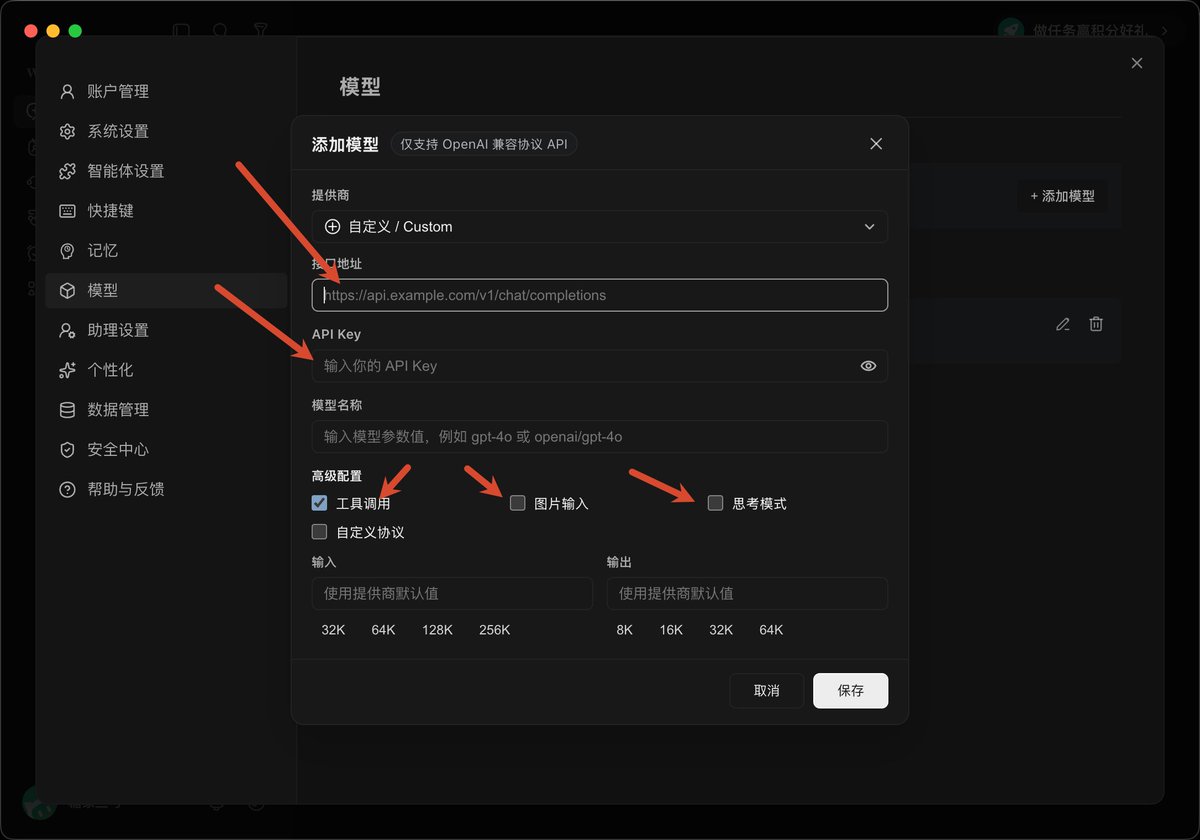 做任务赢积分好礼
账户管理
系统设置
智能体设置
快捷键
记忆
模型
助理设置
个性化
数据管理
安全中心
帮助与反馈
模型
+ 添加模型
添加模型
仅支持 OpenAI 兼容协议 API
提供商
自定义 / Custom
接口地址
https://api.example.com/v1/chat/completions
API Key
输入你的 API Key
模型名称
输入模型参数值，例如 gpt-4o 或 openai/gpt-4o
高级配置
工具调用
图片输入
思考模式
自定义协议
输入
输出
使用提供商默认值
使用提供商默认值
32K 64K 128K 256K
8K 16K 32K 64K
取消
保存